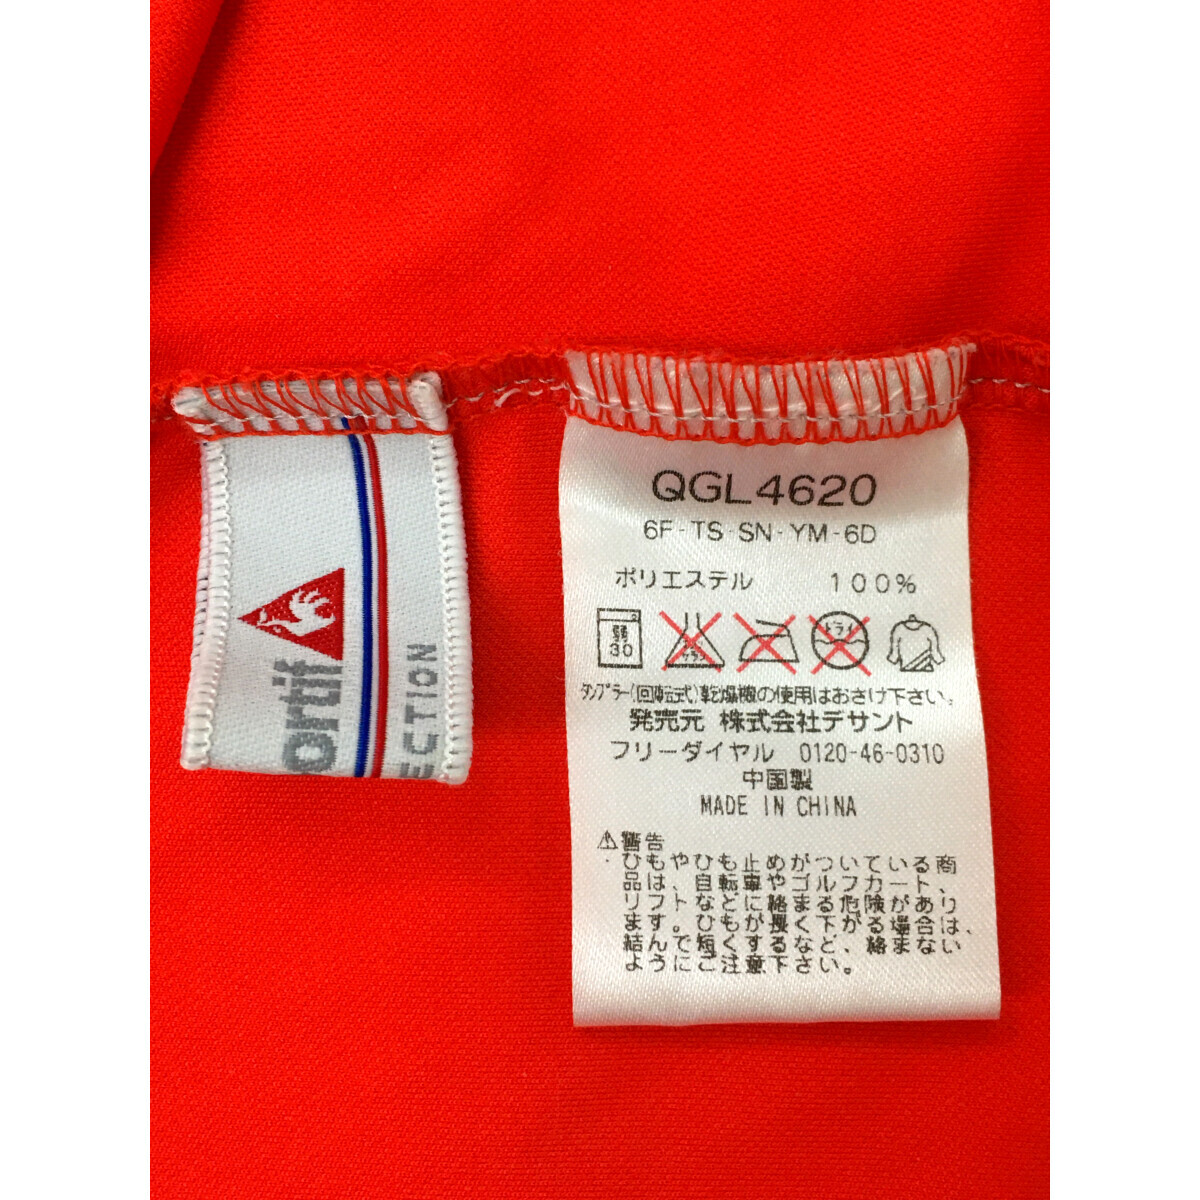 ortif
ECTION
QGL4620
6F-TS-SN-YM-6D
ポリエステル 100%
弱
30
ドライ
タンブラー(回転式)乾燥機の使用はおさけ下さい。
発売元 株式会社デサント
フリーダイヤル 0120-46-0310
中国製
MADE IN CHINA
⚠警告
・ひもやひも止めがついている商
品は、自転車やゴルフカート、
リフトなどに絡まる危険があり
ます。ひもが長く下がる場合は、
結んで短くするなど、絡まない
ようにご注意下さい。